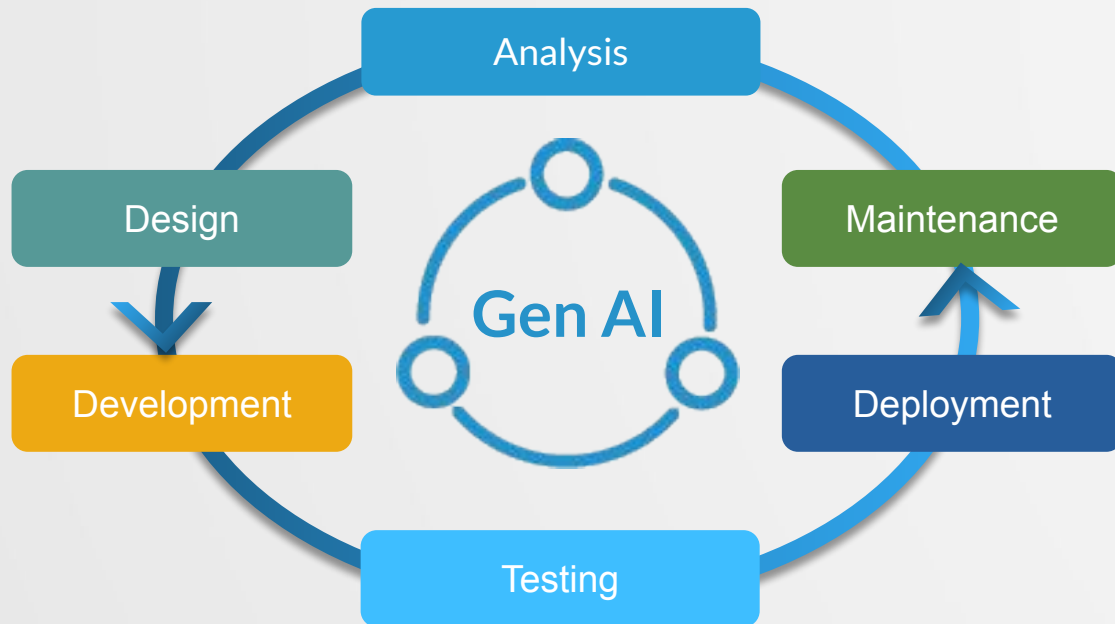 Analysis
Design
Maintenance
Gen AI
Development
Deployment
Testing